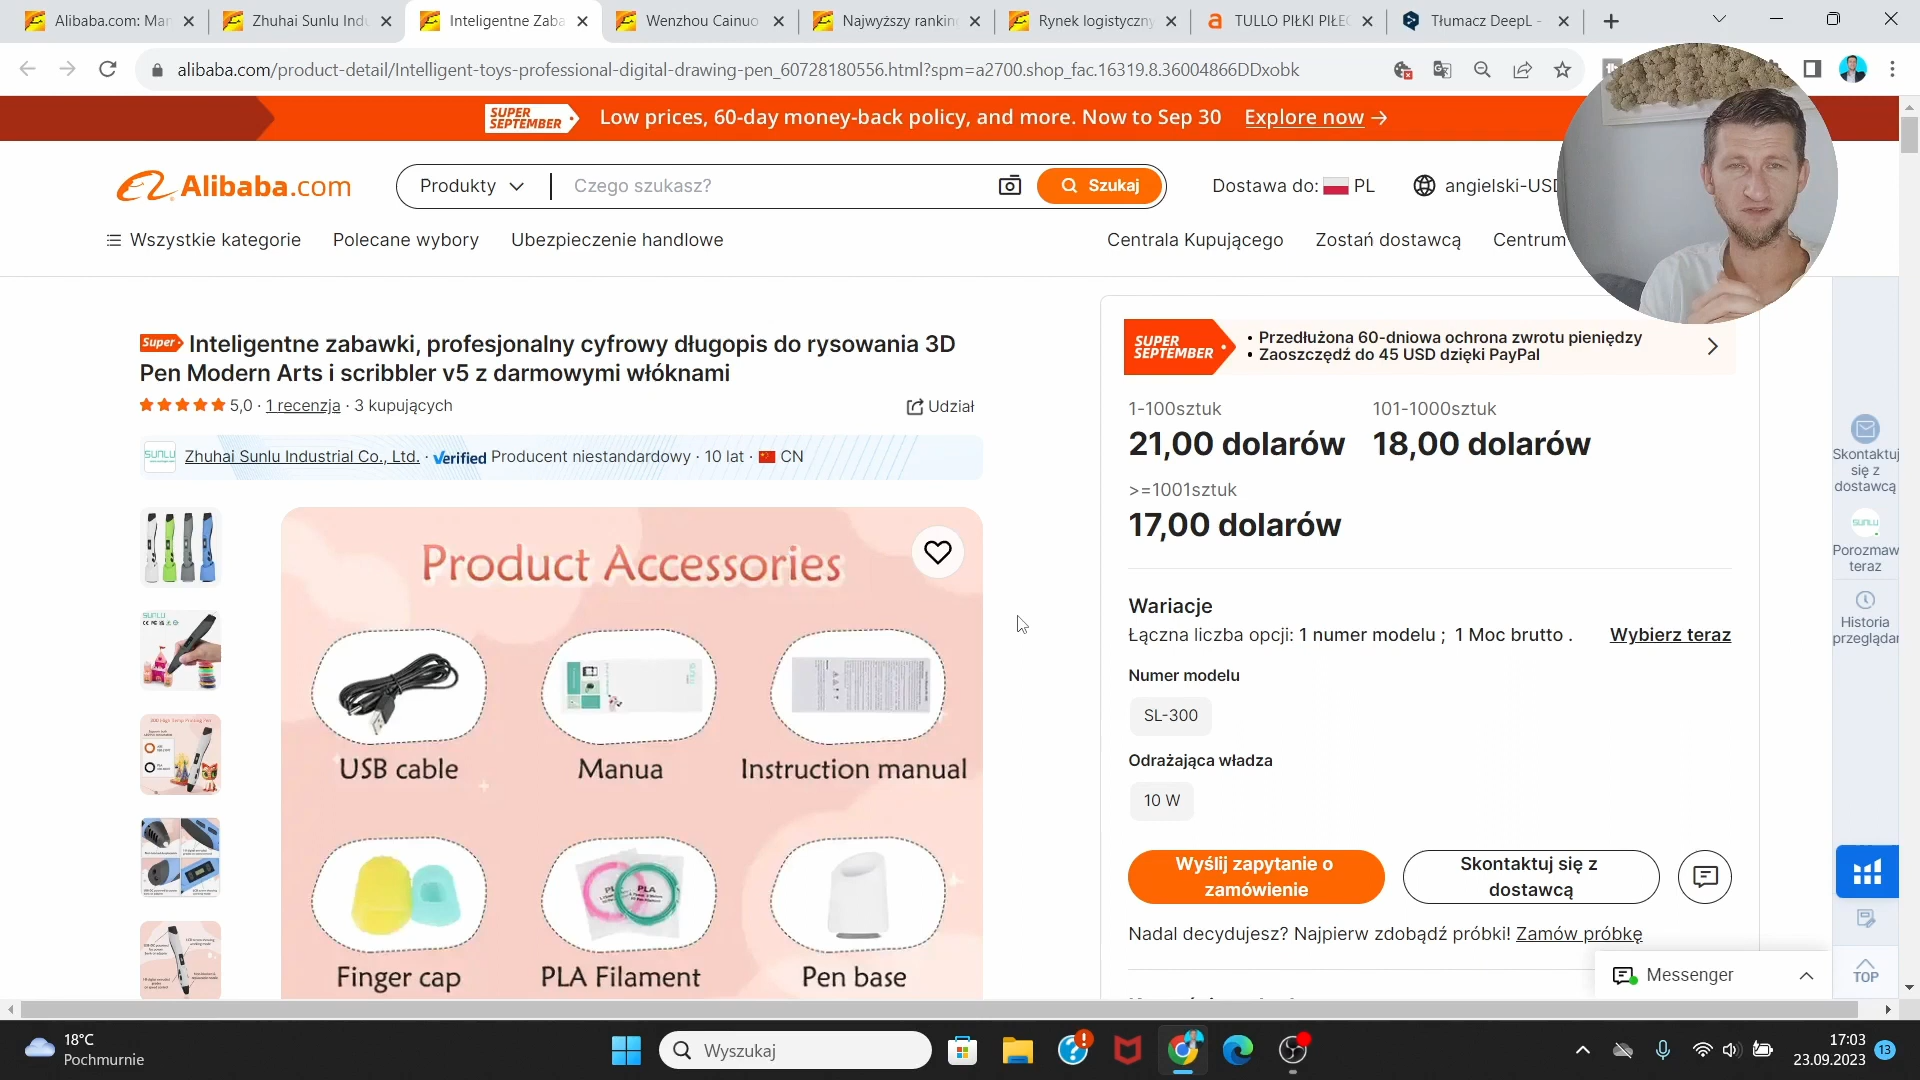 Alibaba.com: Man
Zhuhai Sunlu Indu
Inteligentne Zaba
Wenzhou Cainuo
Najwyższy rankin
Rynek logistyczny
TULLO PIŁKI PIŁEC
Tłumacz DeepL -
alibaba.com/product-detail/Intelligent-toys-professional-digital-drawing-pen_60728180556.html?spm=a2700.shop_fac.16319.8.36004866DDxobk
SUPER SEPTEMBER Low prices, 60-day money-back policy, and more. Now to Sep 30 Explore now →
Alibaba.com
Produkty
Czego szukasz?
Szukaj
Dostawa do: PL
angielski-USD
Wszystkie kategorie
Polecane wybory
Ubezpieczenie handlowe
Centrala Kupującego
Zostań dostawcą
Centrum
Super Inteligentne zabawki, profesjonalny cyfrowy długopis do rysowania 3D
Pen Modern Arts i scribbler v5 z darmowymi włóknami
5,0 · 1 recenzja · 3 kupujących
Udział
SUNLU
Zhuhai Sunlu Industrial Co., Ltd. · Verified Producent niestandardowy · 10 lat · CN
Product Accessories
USB cable
Manua
Instruction manual
Finger cap
PLA Filament
Pen base
SUPER SEPTEMBER
• Przedłużona 60-dniowa ochrona zwrotu pieniędzy
• Zaoszczędź do 45 USD dzięki PayPal
1-100sztuk
101-1000sztuk
21,00 dolarów
18,00 dolarów
>=1001sztuk
17,00 dolarów
Wariacje
Łączna liczba opcji: 1 numer modelu ; 1 Moc brutto .
Wybierz teraz
Numer modelu
SL-300
Odrażająca władza
10 W
Wyślij zapytanie o
zamówienie
Skontaktuj się z
dostawcą
Nadal decydujesz? Najpierw zdobądź próbki! Zamów próbkę
Skontaktuj
się z
dostawcą
SUNLU
Porozmaw
teraz
Historia
przeglądar
Messenger
TOP
18°C
Pochmurnie
Wyszukaj
17:03
23.09.2023
13